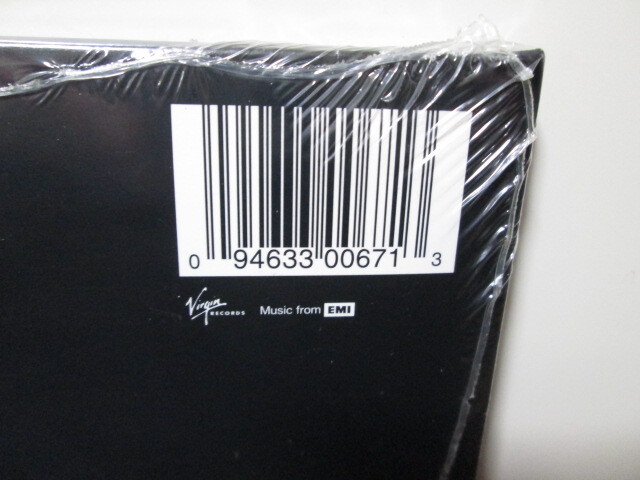 0 94633 00671 3
Virgin RECORDS Music from EMI